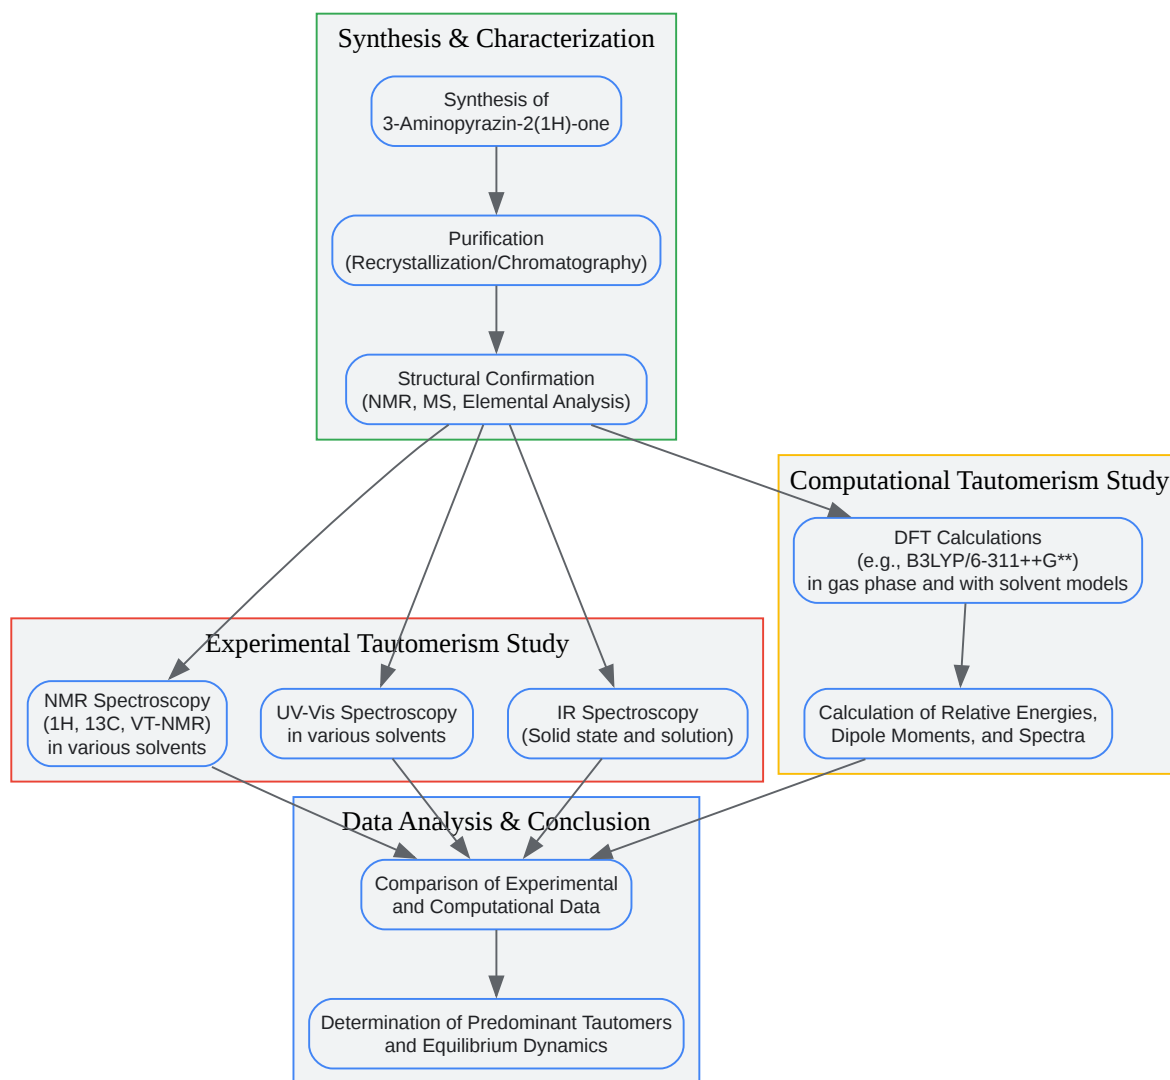 Synthesis & Characterization
Synthesis of
3-Aminopyrazin-2(1H)-one
Purification
(Recrystallization/Chromatography)
Structural Confirmation
(NMR, MS, Elemental Analysis)
Computational Tautomerism Study
DFT Calculations
(e.g., B3LYP/6-311++G**)
in gas phase and with solvent models
Calculation of Relative Energies,
Dipole Moments, and Spectra
Experimental Tautomerism Study
NMR Spectroscopy
(1H, 13C, VT-NMR)
in various solvents
UV-Vis Spectroscopy
in various solvents
IR Spectroscopy
(Solid state and solution)
Data Analysis & Conclusion
Comparison of Experimental
and Computational Data
Determination of Predominant Tautomers
and Equilibrium Dynamics